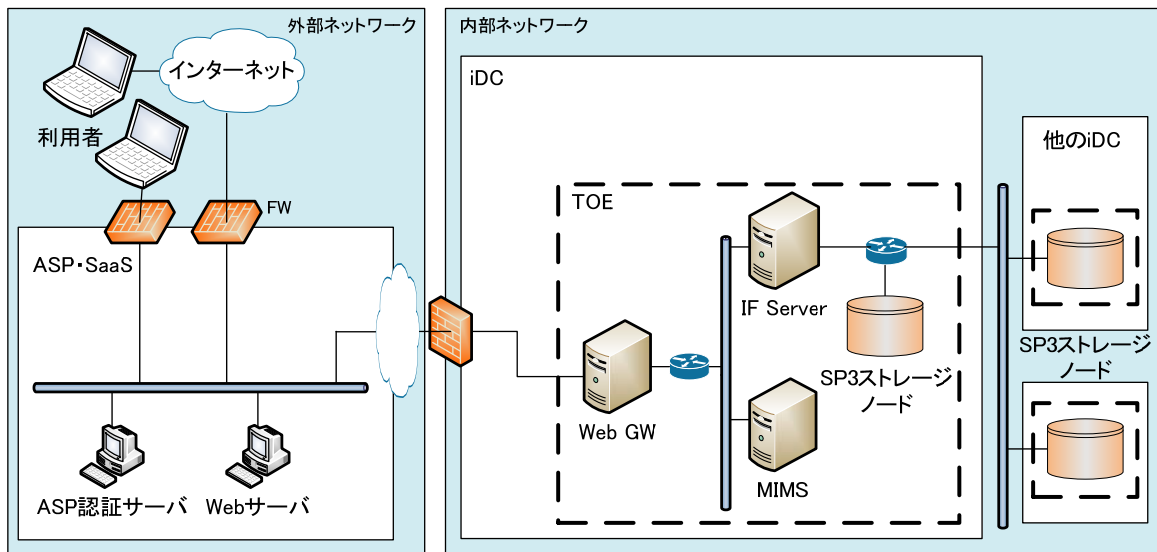 外部ネットワーク
インターネット
利用者
FW
ASP・SaaS
ASP認証サーバ
Webサーバ
内部ネットワーク
iDC
TOE
IF Server
Web GW
MIMS
SP3ストレージ
ノード
他のiDC
SP3ストレージ
ノード